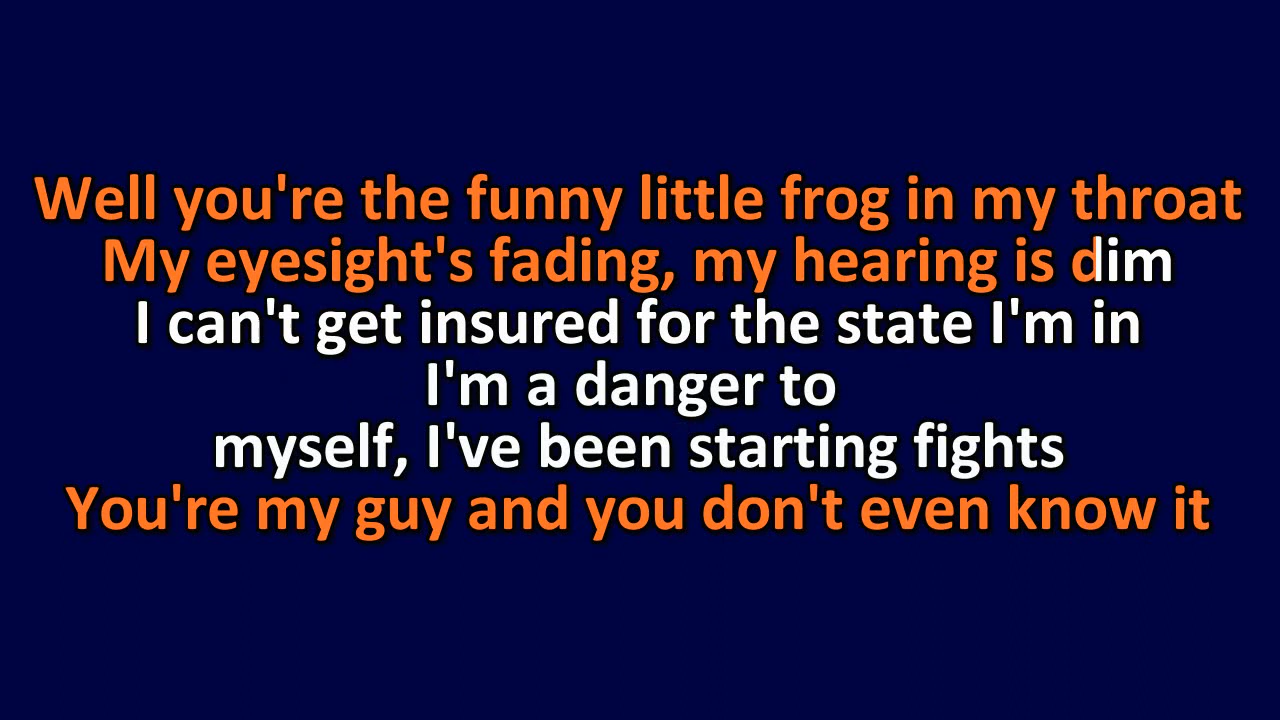 Well you're the funny little frog in my throat
My eyesight's fading, my hearing is dim
I can't get insured for the state I'm in
I'm a danger to
myself, I've been starting fights
You're my guy and you don't even know it